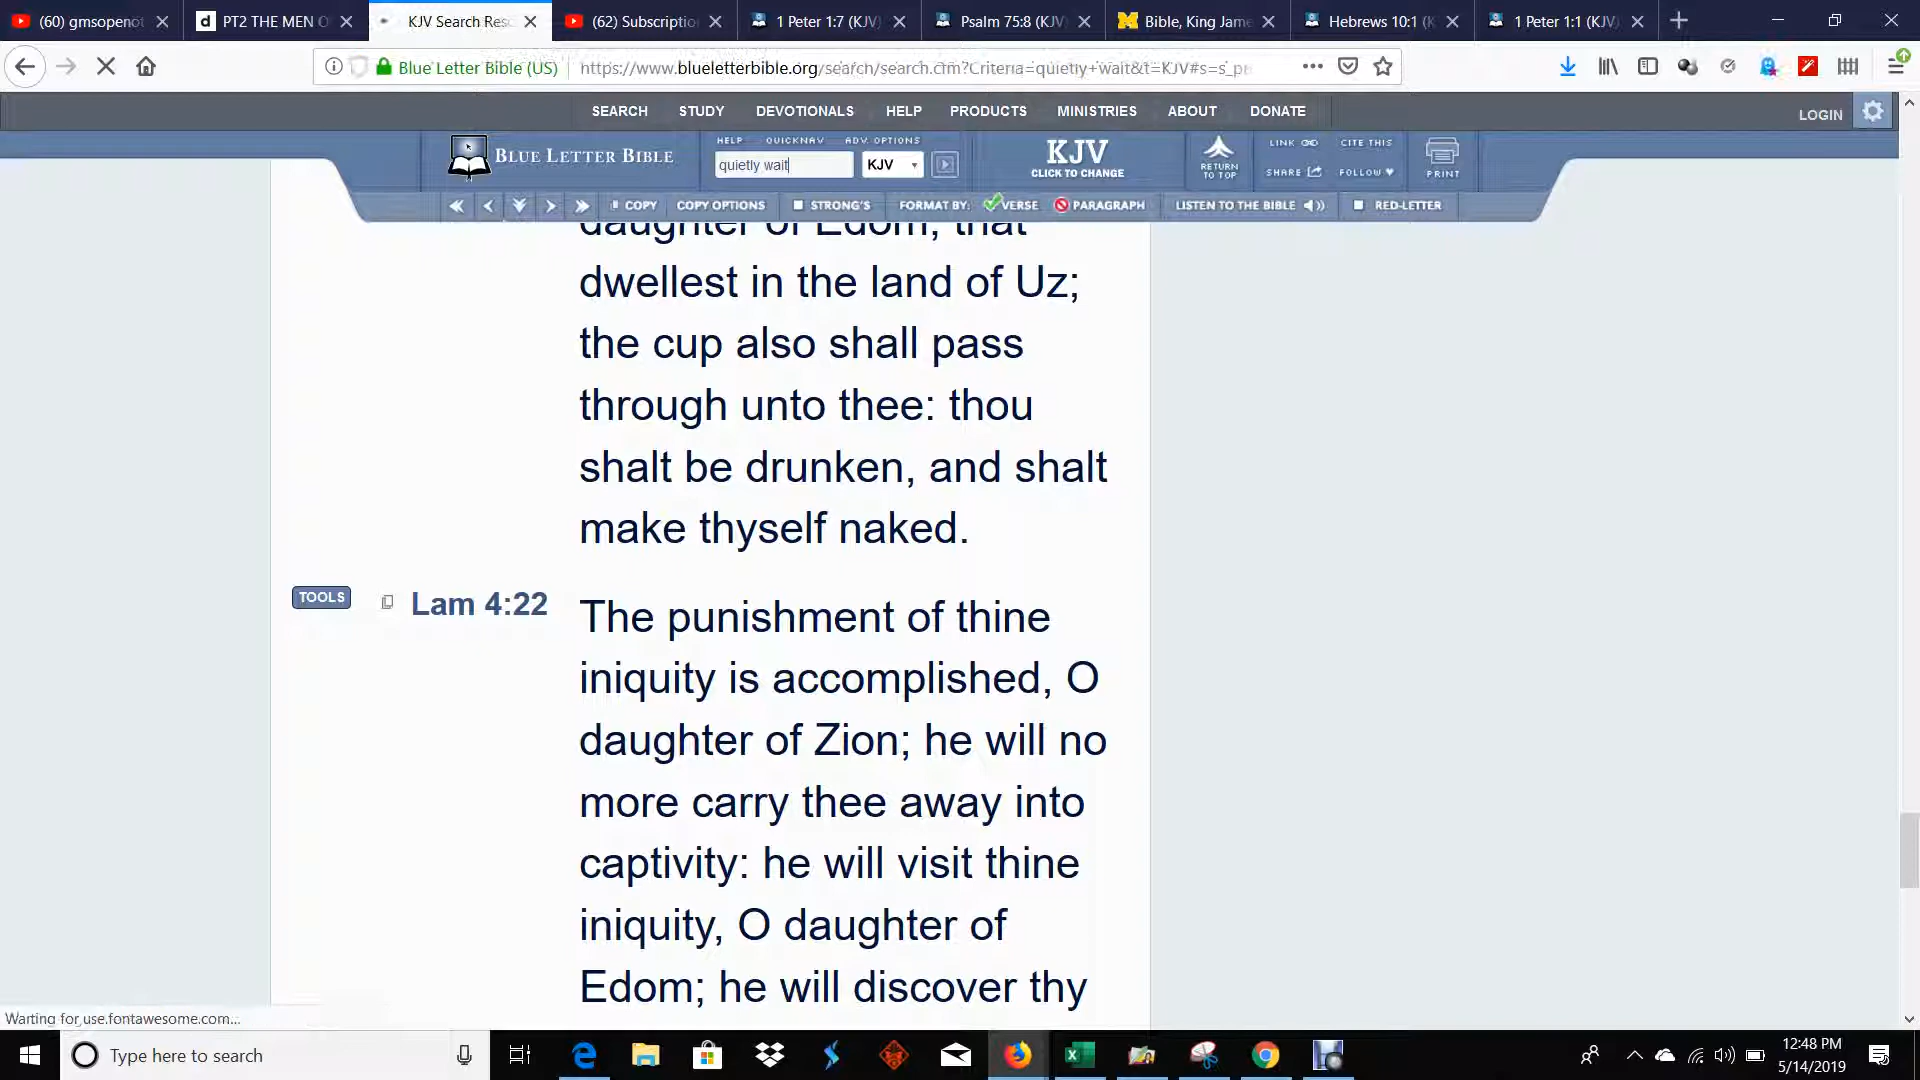 (60) gmsopenot
PT2 THE MEN O
KJV Search Res
(62) Subscriptio
1 Peter 1:7 (KJV)
Psalm 75:8 (KJV)
Bible, King Jame
Hebrews 10:1 (K
1 Peter 1:1 (KJV)
Blue Letter Bible (US)
https://www.blueletterbible.org/search/search.cfm?Criteria=quietly+wait&t=KJV#s=s_pr
SEARCH STUDY DEVOTIONALS HELP PRODUCTS MINISTRIES ABOUT DONATE
LOGIN
HELP QUICKNAV ADV. OPTIONS
BLUE LETTER BIBLE
quietly wait
KJV
KJV
CLICK TO CHANGE
RETURN
TO TOP
LINK
CITE THIS
SHARE
FOLLOW
PRINT
COPY COPY OPTIONS STRONG'S FORMAT BY: VERSE PARAGRAPH LISTEN TO THE BIBLE RED-LETTER
daughter of Edom, that
dwellest in the land of Uz;
the cup also shall pass
through unto thee: thou
shalt be drunken, and shalt
make thyself naked.
TOOLS
Lam 4:22
The punishment of thine
iniquity is accomplished, O
daughter of Zion; he will no
more carry thee away into
captivity: he will visit thine
iniquity, O daughter of
Edom; he will discover thy
Waiting for use.fontawesome.com...
Type here to search
12:48 PM
5/14/2019